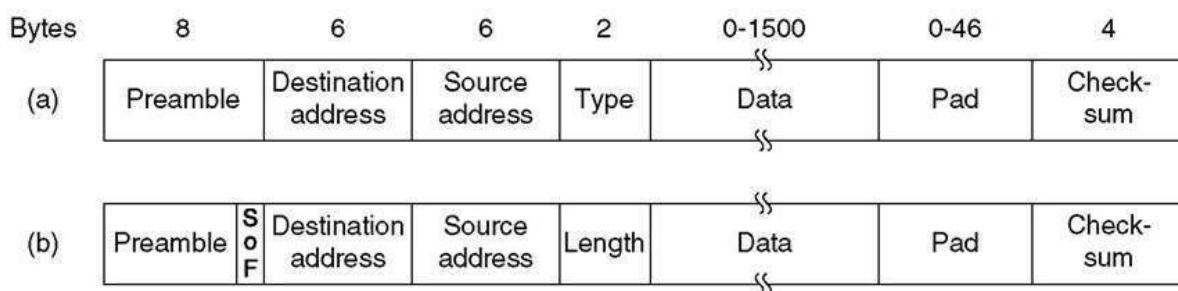 Bytes 8 6 6 2 0-1500 0-46 4
(a) Preamble Destination address Source address Type Data Pad Check-sum
(b) Preamble SoF Destination address Source address Length Data Pad Check-sum